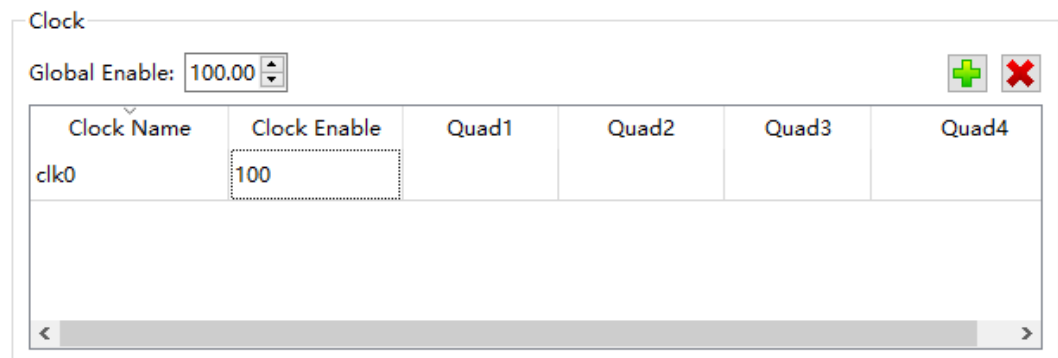 Clock
Global Enable: 100.00
Clock Name Clock Enable Quad1 Quad2 Quad3 Quad4
clk0 100